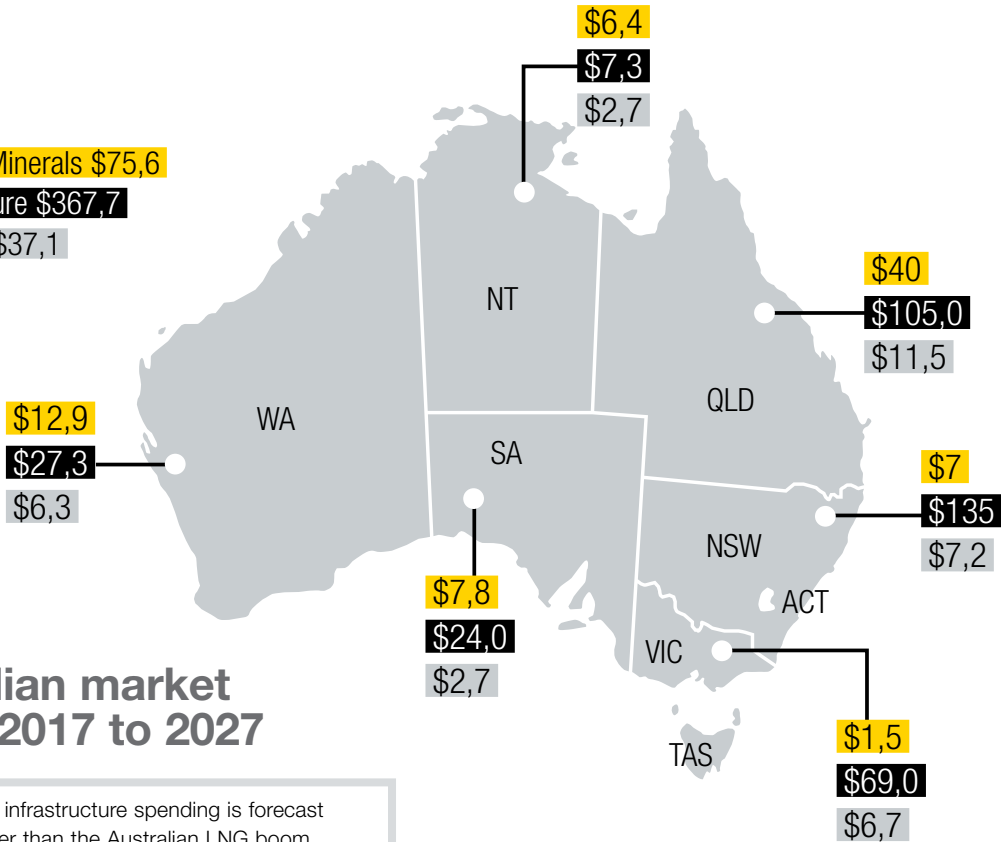 $6,4
$7,3
$2,7
Minerals $75,6
ure $367,7
$37,1
NT
$40
$105,0
$11,5
QLD
WA
$12,9
$27,3
$6,3
SA
$7
$135
$7,2
NSW
ACT
$7,8
$24,0
$2,7
VIC
lian market
2017 to 2027
TAS
$1,5
$69,0
$6,7
infrastructure spending is forecast
er than the Australian LNG boom